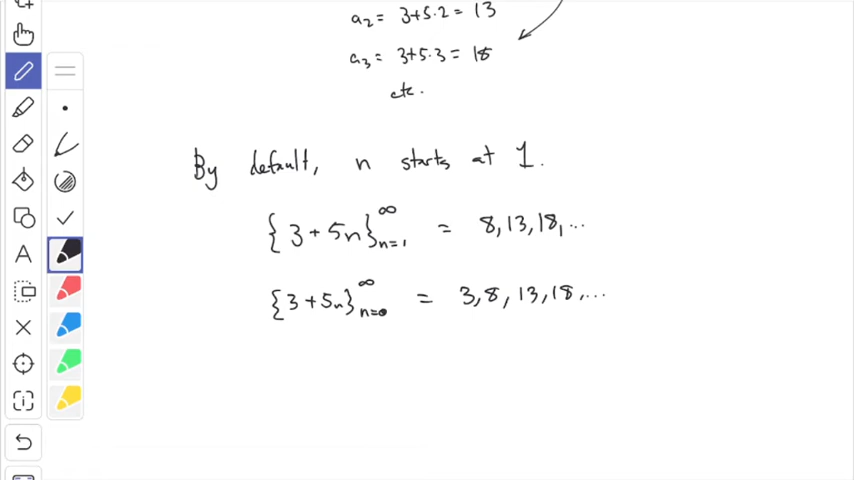 a₂ = 3+5·2 = 13
a₃ = 3+5·3 = 18
etc.
By default, n starts at 1.
{3+5n}_{n=1}^∞ = 8, 13, 18, ...
{3+5n}_{n=0}^∞ = 3, 8, 13, 18, ...
A